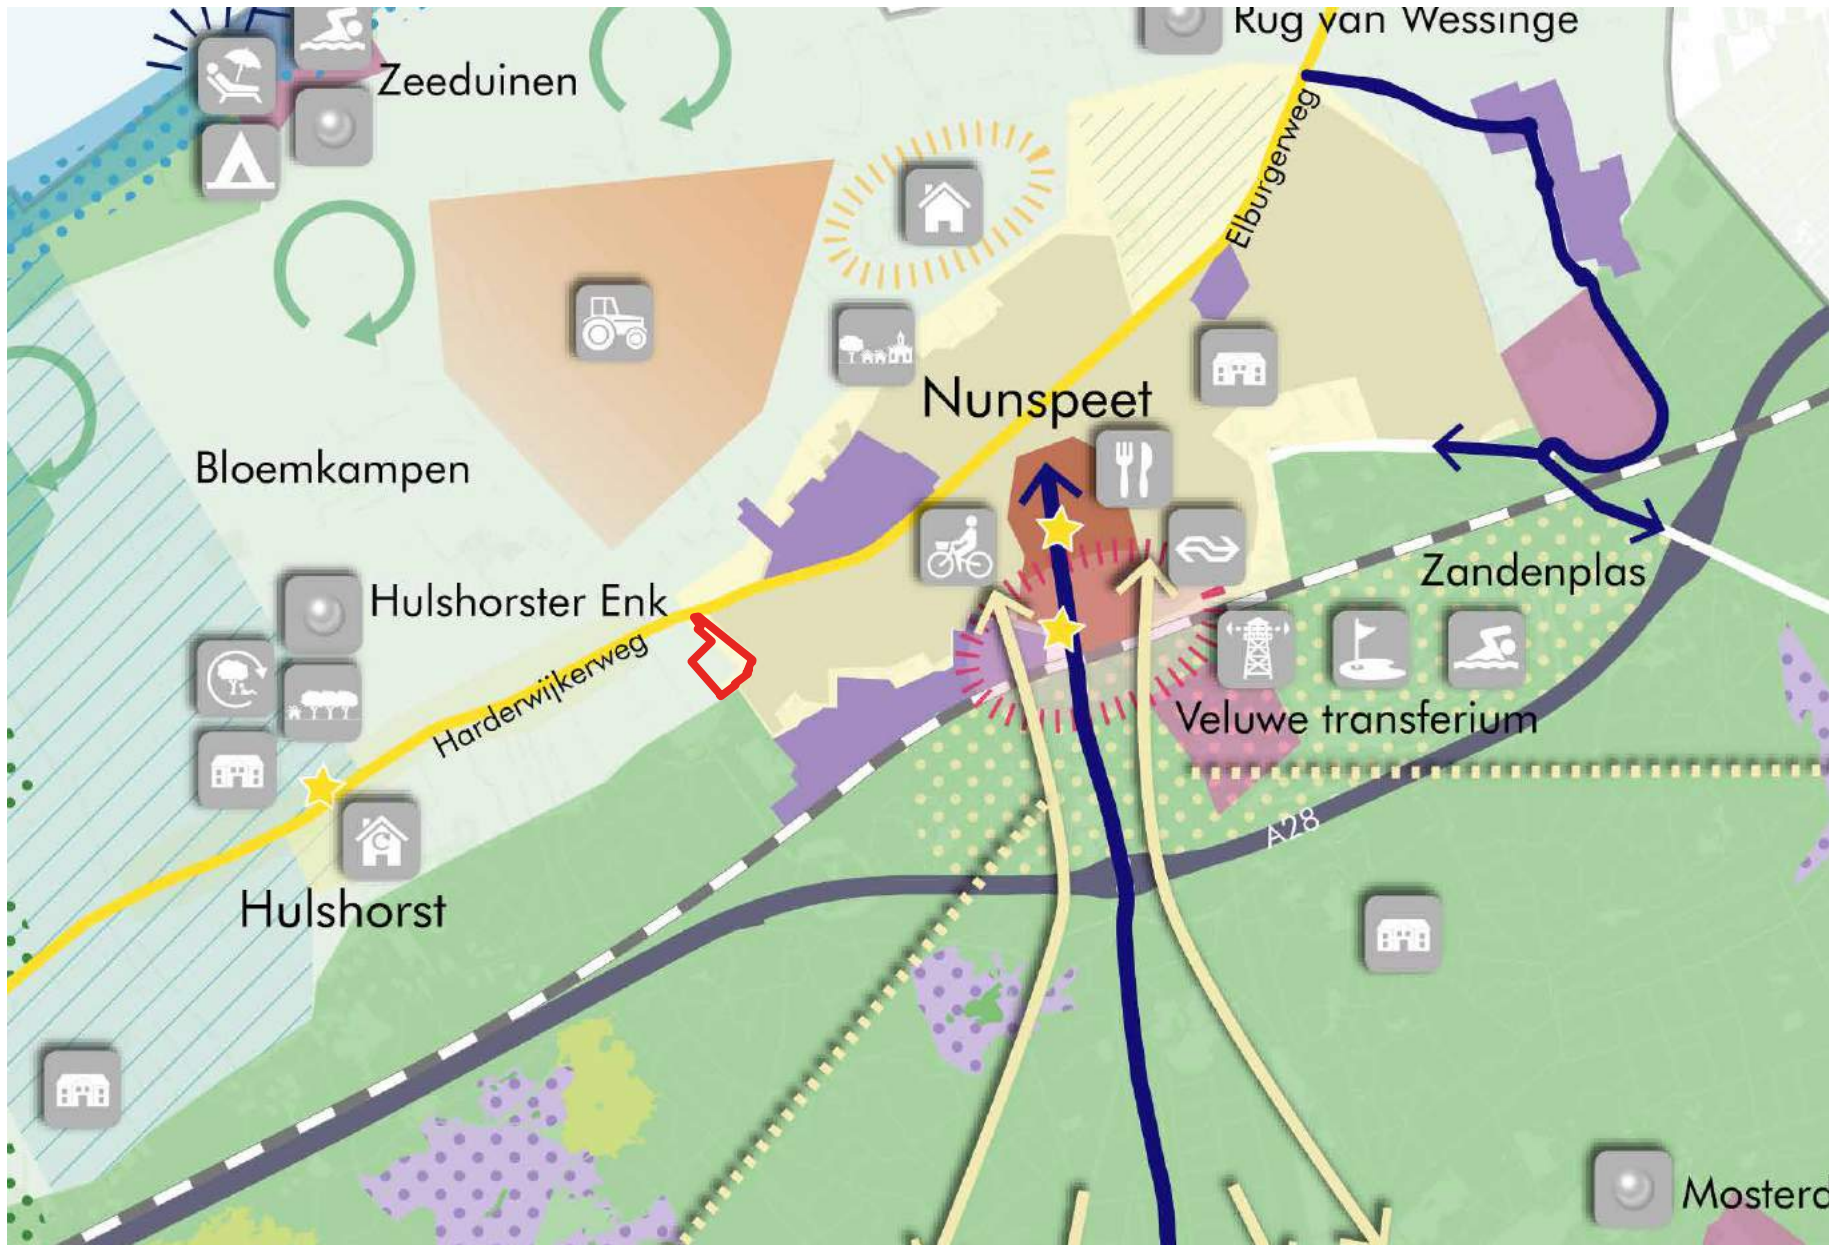 Rug van Wessinge
Zeeduinen
Elburgerweg
Nunspeet
Bloemkampen
Hulshorster Enk
Zandenplas
Harderwijkerweg
Veluwe transferium
C
A28
Hulshorst